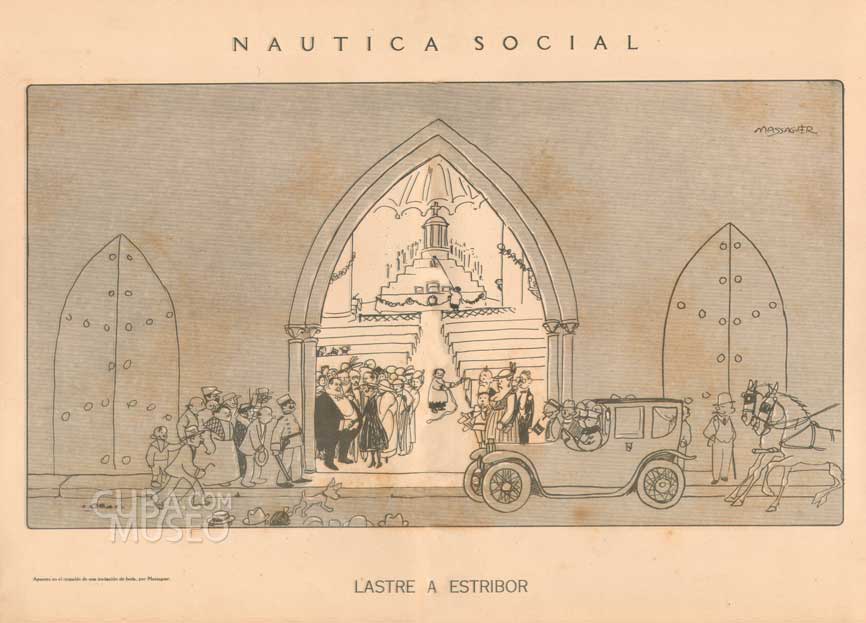 NAUTICA SOCIAL
MASSAGUER
CUBA
MUSEO
.COM
Apuntes en el respaldo de una invitación de boda, por Massaguer.
LASTRE A ESTRIBOR